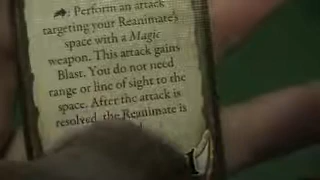 : Perform an attack
targeting your Reanimate's
space with a Magic
weapon. This attack gains
Blast. You do not need
range or line of sight to the
space. After the attack is
resolved, the Reanimate is